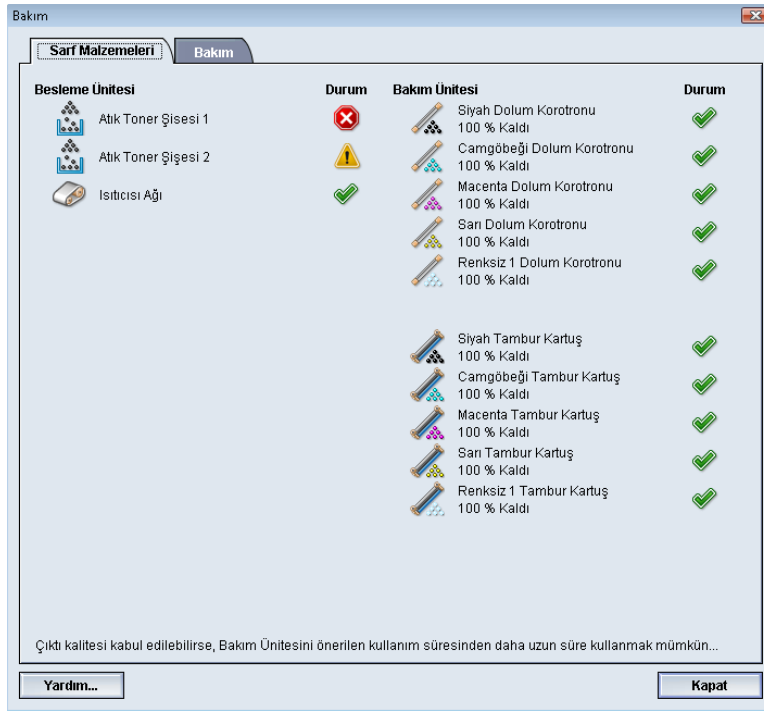 Bakım
Sarf Malzemeleri
Bakım
Besleme Ünitesi
Durum
Atık Toner Şisesi 1
Atık Toner Şişesi 2
Isıtıcısı Ağı
Bakım Ünitesi
Durum
Siyah Dolum Korotronu
100 % Kaldı
Camgöbeği Dolum Korotronu
100 % Kaldı
Macenta Dolum Korotronu
100 % Kaldı
Sarı Dolum Korotronu
100 % Kaldı
Renksiz 1 Dolum Korotronu
100 % Kaldı
Siyah Tambur Kartuş
100 % Kaldı
Camgöbeği Tambur Kartuş
100 % Kaldı
Macenta Tambur Kartuş
100 % Kaldı
Sarı Tambur Kartuş
100 % Kaldı
Renksiz 1 Tambur Kartuş
100 % Kaldı
Çıktı kalitesi kabul edilebilirse, Bakım Ünitesini önerilen kullanım süresinden daha uzun süre kullanmak mümkün...
Yardım...
Kapat